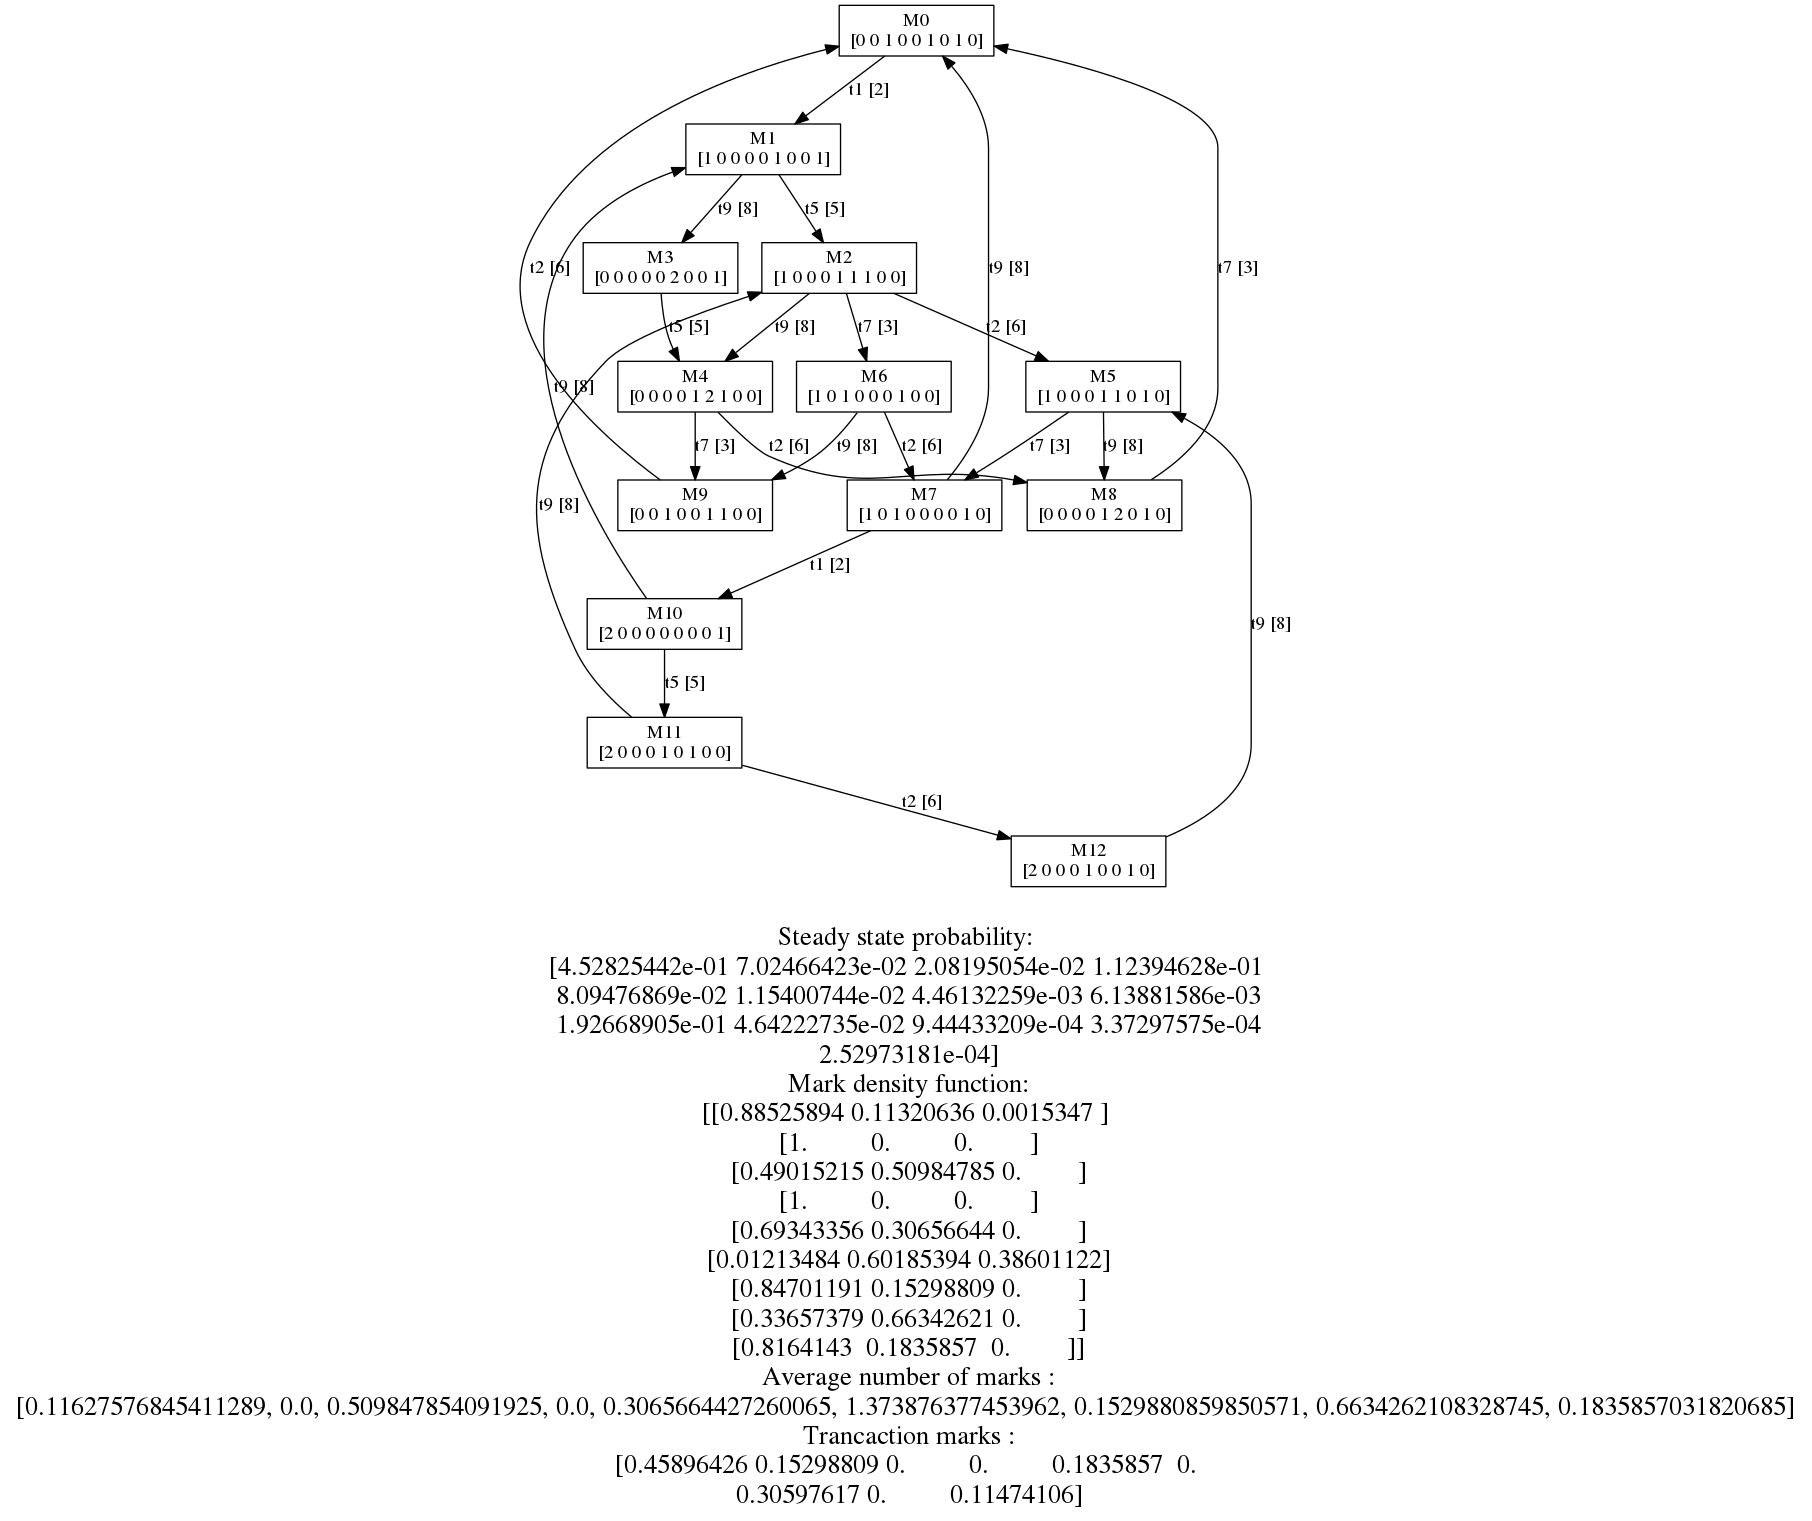 M0
[0 0 1 0 0 1 0 1 0]
t1 [2]
M1
[1 0 0 0 0 1 0 0 1]
t9 [8]
t5 [5]
M3
[0 0 0 0 0 2 0 0 1]
M2
[1 0 0 0 1 1 1 0 0]
t2 [6]
t9 [8]
t7 [3]
t5 [5]
t9 [8]
t7 [3]
t2 [6]
M4
[0 0 0 0 1 2 1 0 0]
M6
[1 0 1 0 0 0 1 0 0]
M5
[1 0 0 0 1 1 0 1 0]
t9 [8]
t7 [3]
t2 [6]
t9 [8]
t2 [6]
t7 [3]
t9 [8]
M9
[0 0 1 0 0 1 1 0 0]
M7
[1 0 1 0 0 0 0 1 0]
M8
[0 0 0 0 1 2 0 1 0]
t9 [8]
t1 [2]
M10
[2 0 0 0 0 0 0 0 1]
t9 [8]
t5 [5]
M11
[2 0 0 0 1 0 1 0 0]
t2 [6]
M12
[2 0 0 0 1 0 0 1 0]
Steady state probability:
[4.52825442e-01 7.02466423e-02 2.08195054e-02 1.12394628e-01
8.09476869e-02 1.15400744e-02 4.46132259e-03 6.13881586e-03
1.92668905e-01 4.64222735e-02 9.44433209e-04 3.37297575e-04
2.52973181e-04]
Mark density function:
[[0.88525894 0.11320636 0.0015347 ]
[1. 0. 0. ]
[0.49015215 0.50984785 0. ]
[1. 0. 0. ]
[0.69343356 0.30656644 0. ]
[0.01213484 0.60185394 0.38601122]
[0.84701191 0.15298809 0. ]
[0.33657379 0.66342621 0. ]
[0.8164143 0.1835857 0. ]]
Average number of marks :
[0.11627576845411289, 0.0, 0.509847854091925, 0.0, 0.3065664427260065, 1.373876377453962, 0.1529880859850571, 0.6634262108328745, 0.1835857031820685]
Trancaction marks :
[0.45896426 0.15298809 0. 0. 0.1835857 0.
0.30597617 0. 0.11474106]